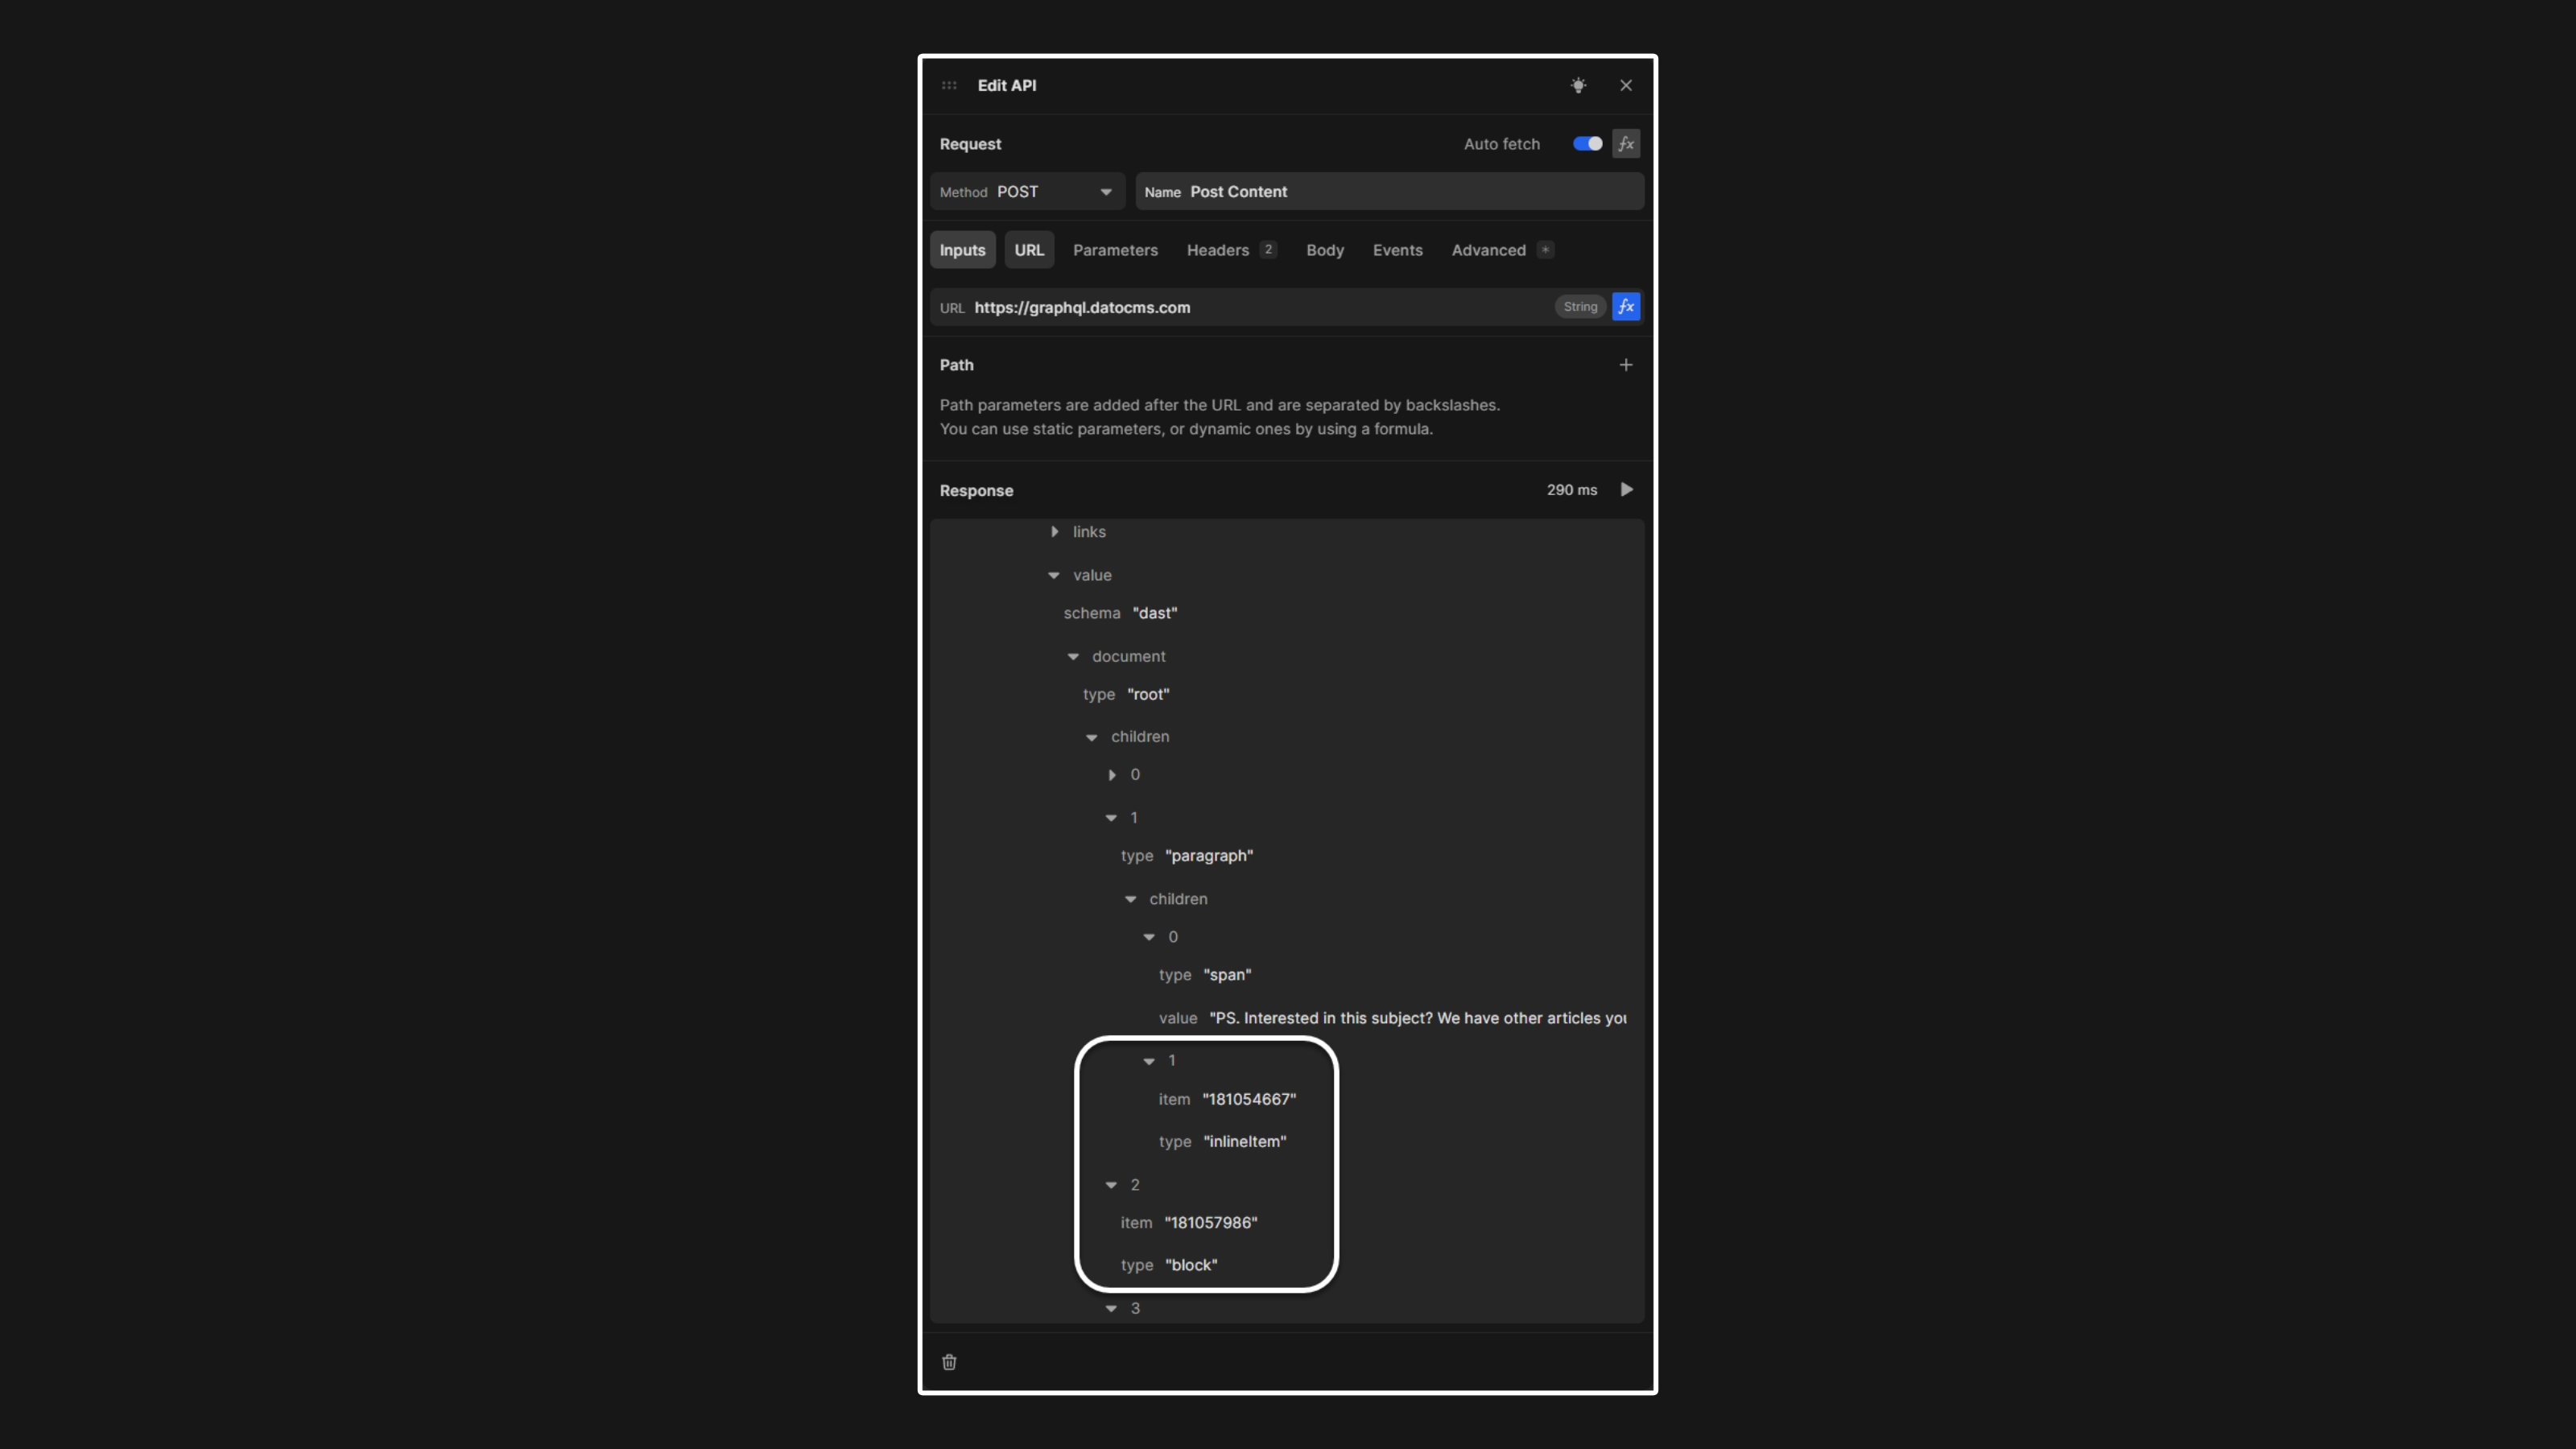 Edit API
Request Auto fetch fx
Method POST Name Post Content
Inputs URL Parameters Headers 2 Body Events Advanced *
URL https://graphql.datocms.com String fx
Path
Path parameters are added after the URL and are separated by backslashes.
You can use static parameters, or dynamic ones by using a formula.
Response 290 ms
links
value
schema "dast"
document
type "root"
children
0
1
type "paragraph"
children
0
type "span"
value "PS. Interested in this subject? We have other articles you
1
item "181054667"
type "inlineItem"
2
item "181057986"
type "block"
3